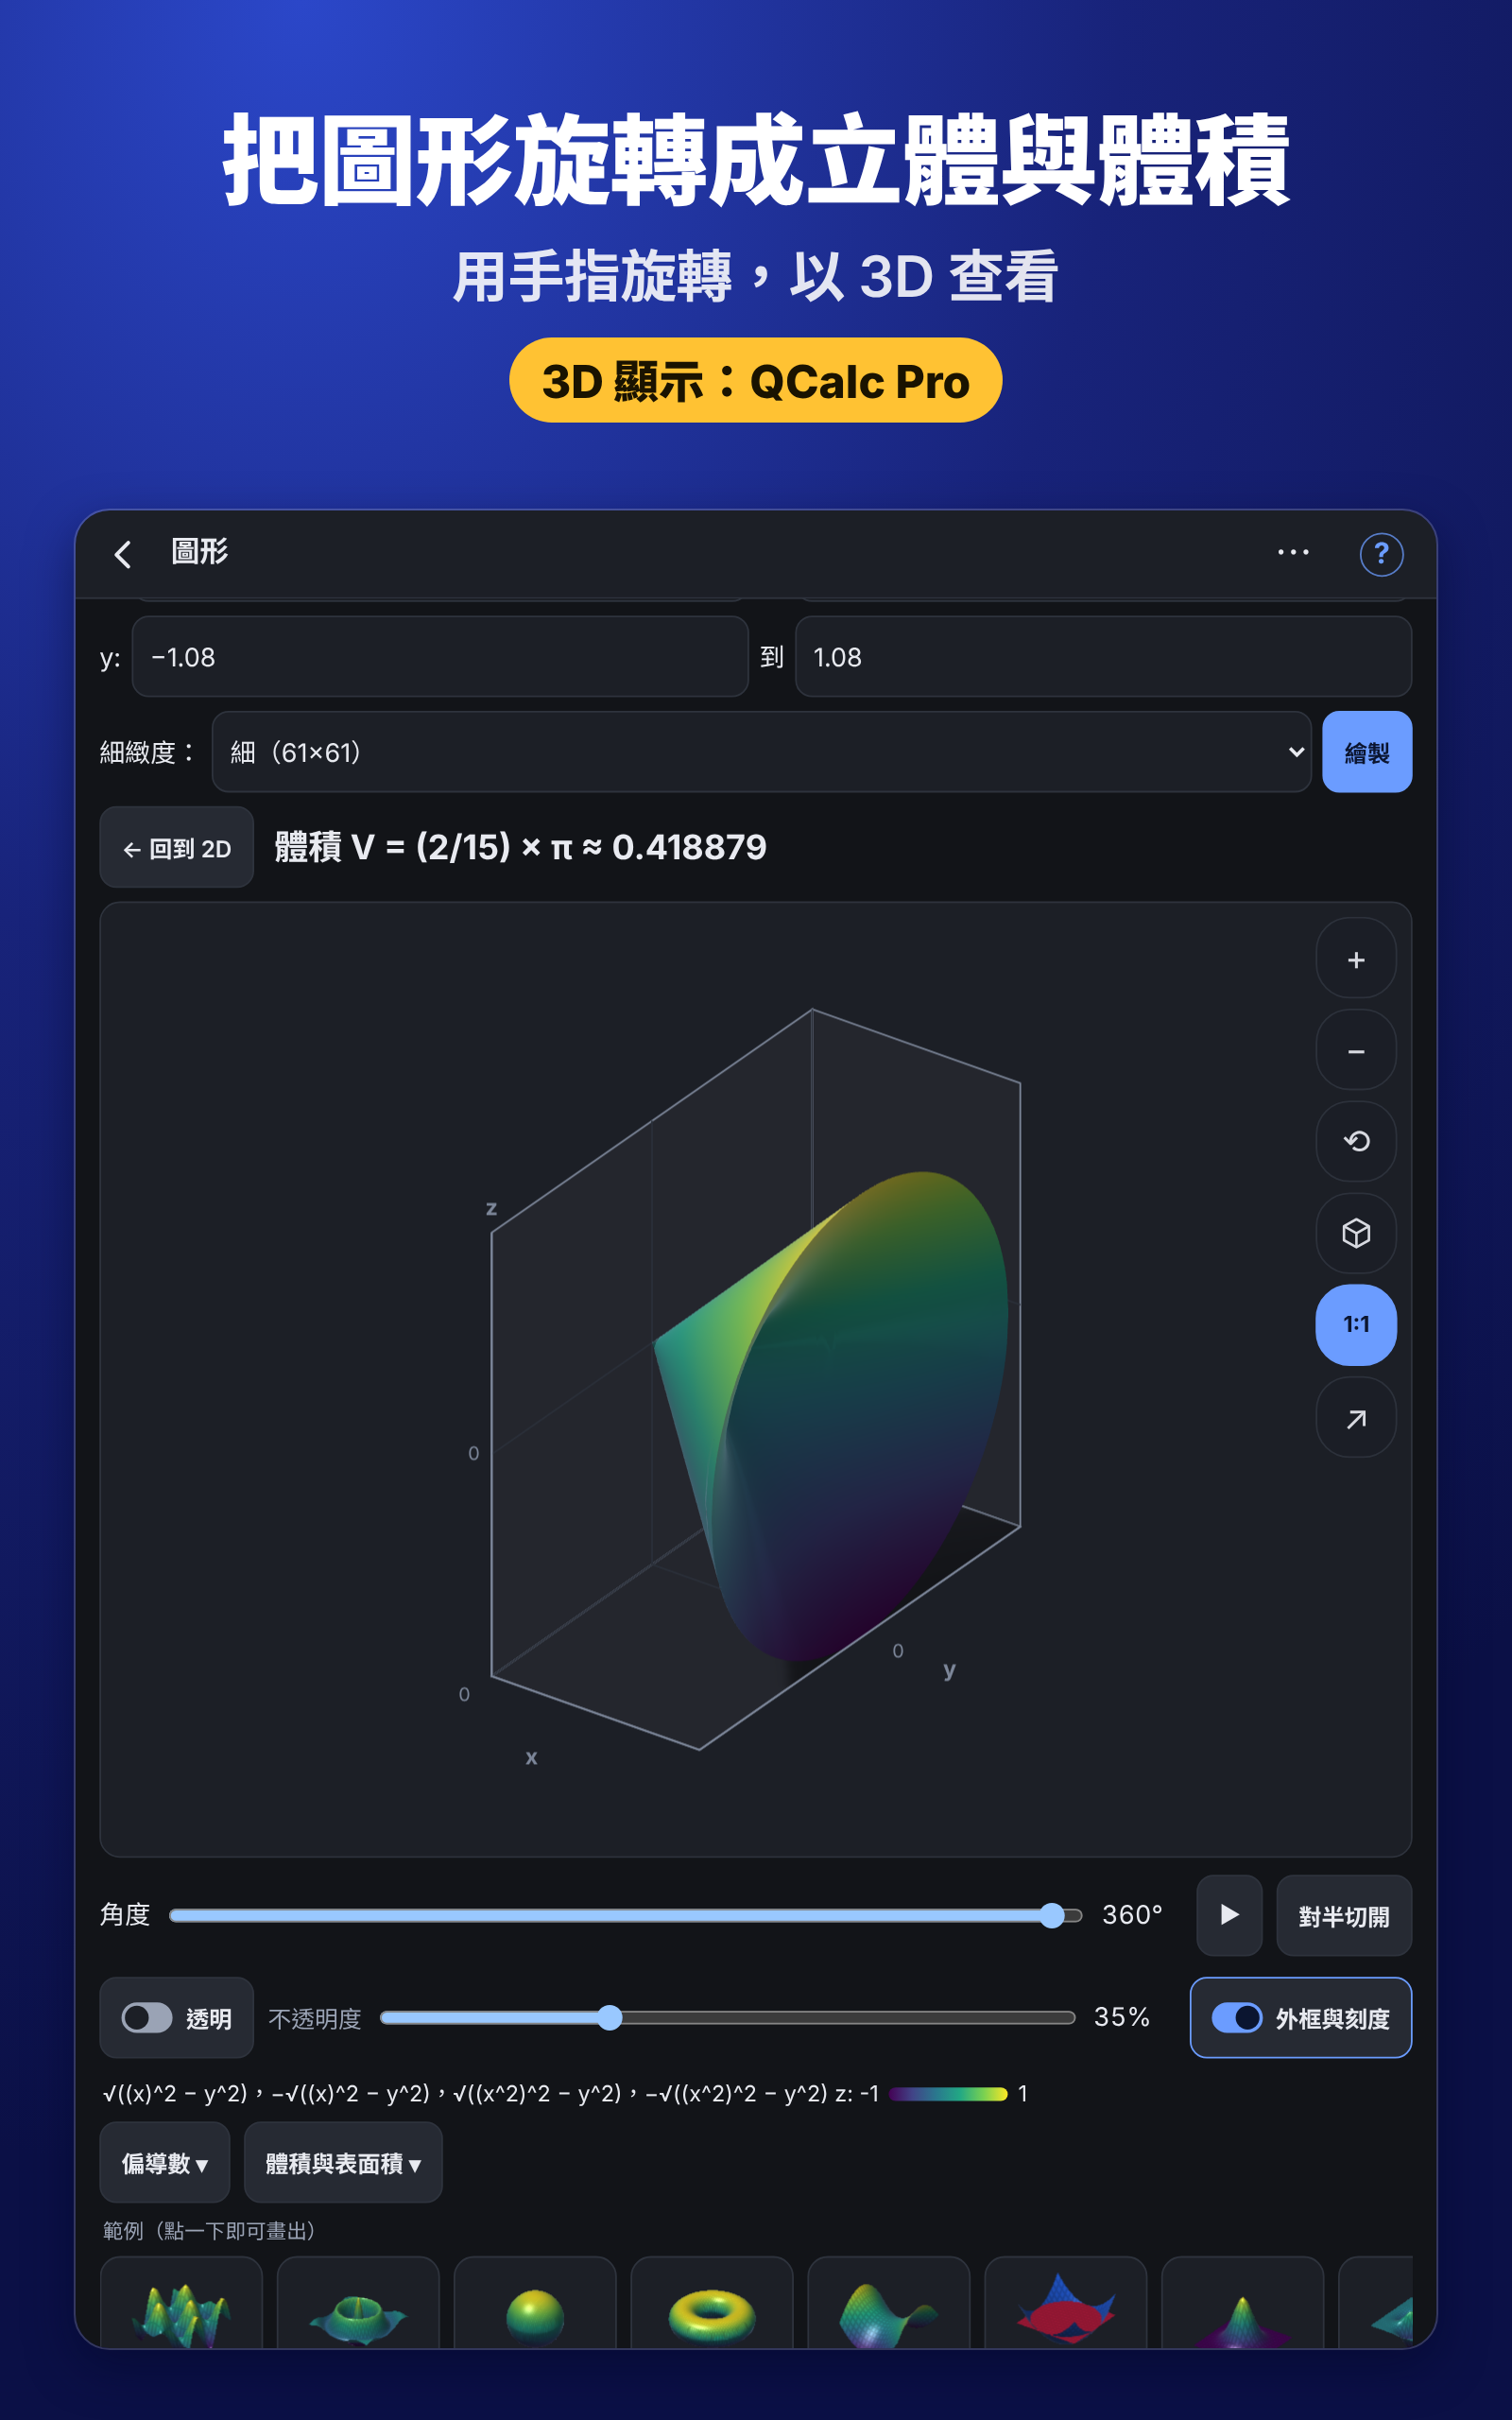 把圖形旋轉成立體與體積
用手指旋轉，以 3D 查看
3D 顯示：QCalc Pro
圖形
?
y: −1.08 到 1.08
細緻度： 細（61×61） 繪製
← 回到 2D 體積 V = (2/15) × π ≈ 0.418879
+
−
z
1:1
0
0
y
0
x
角度 360° 對半切開
透明 不透明度 35% 外框與刻度
√((x)^2 − y^2)，−√((x)^2 − y^2)，√((x^2)^2 − y^2)，−√((x^2)^2 − y^2) z: -1 1
偏導數 ▾ 體積與表面積 ▾
範例（點一下即可畫出）